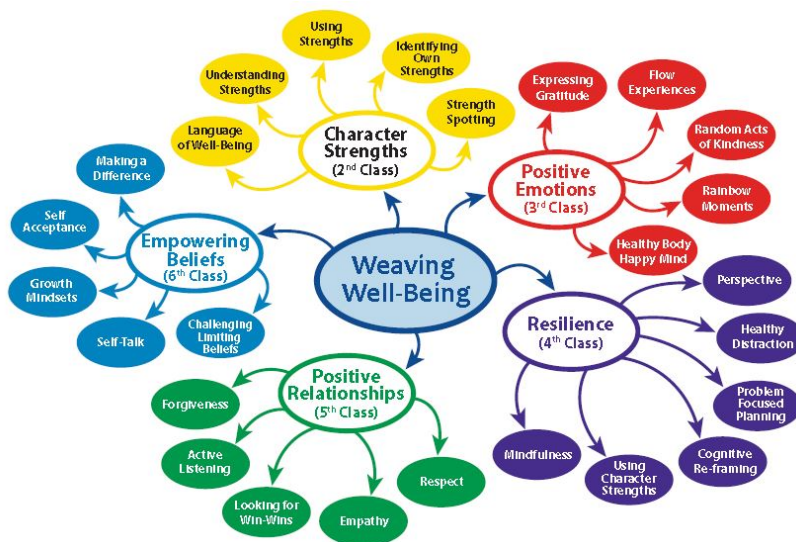 Using
Strengths
Identifying
Own
Strengths
Understanding
Strengths
Strength
Spotting
Language
of Well-Being
Character
Strengths
(2nd Class)
Expressing
Gratitude
Flow
Experiences
Random Acts
of Kindness
Rainbow
Moments
Healthy Body
Happy Mind
Positive
Emotions
(3rd Class)
Making a
Difference
Self
Acceptance
Growth
Mindsets
Self-Talk
Challenging
Limiting
Beliefs
Empowering
Beliefs
(6th Class)
Weaving
Well-Being
Resilience
(4th Class)
Perspective
Healthy
Distraction
Problem
Focused
Planning
Cognitive
Re-framing
Using
Character
Strengths
Mindfulness
Positive
Relationships
(5th Class)
Forgiveness
Active
Listening
Looking for
Win-Wins
Empathy
Respect